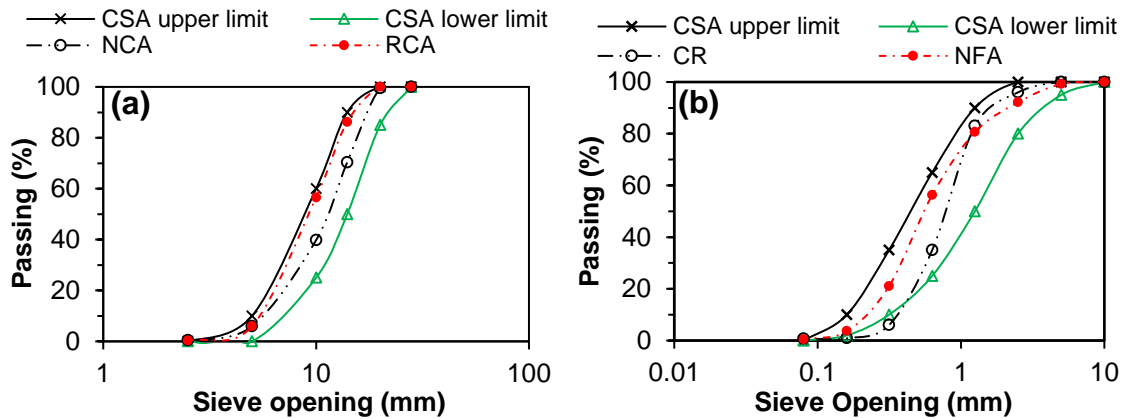 CSA upper limit CSA lower limit
NCA RCA
(a)
100
80
60
40
20
0
Passing (%)
1 10 100
Sieve opening (mm)
CSA upper limit CSA lower limit
CR NFA
(b)
100
80
60
40
20
0
Passing (%)
0.01 0.1 1 10
Sieve Opening (mm)